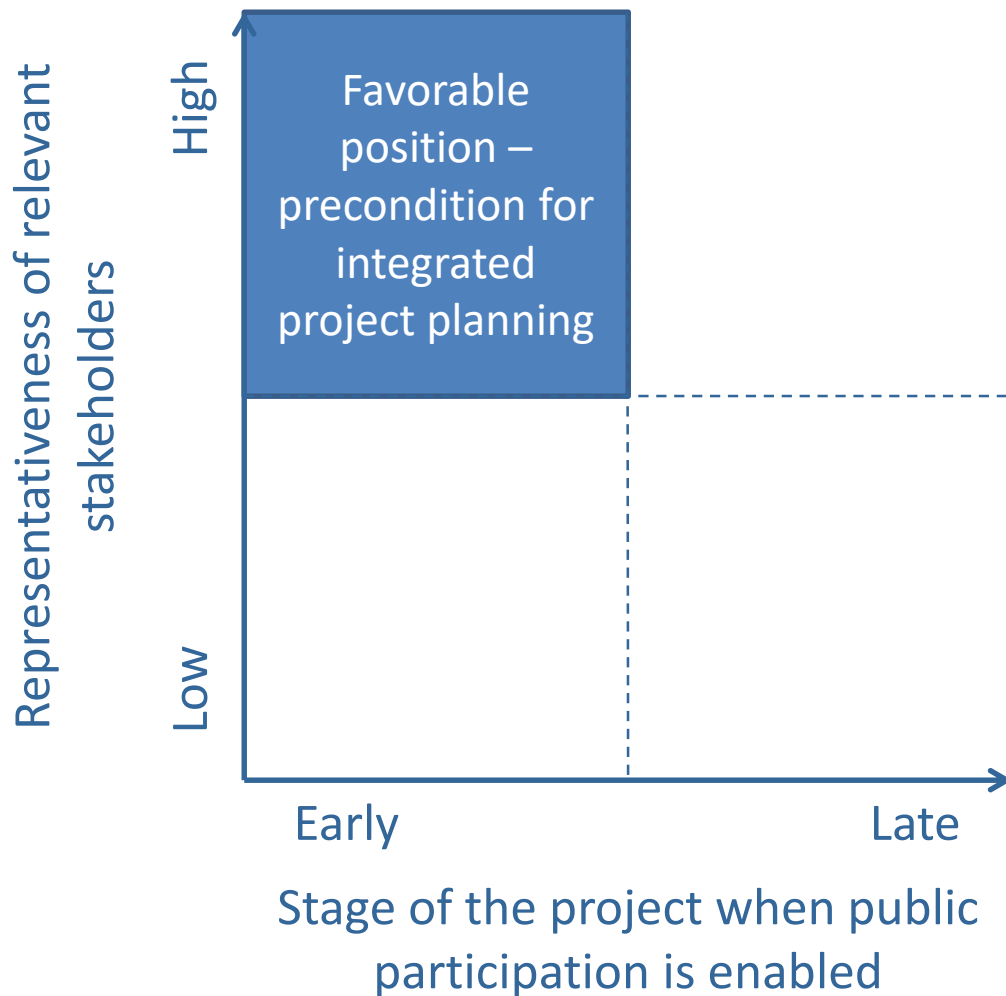 Representativeness of relevant
stakeholders
High
Low
Favorable
position –
precondition for
integrated
project planning
Early
Late
Stage of the project when public
participation is enabled